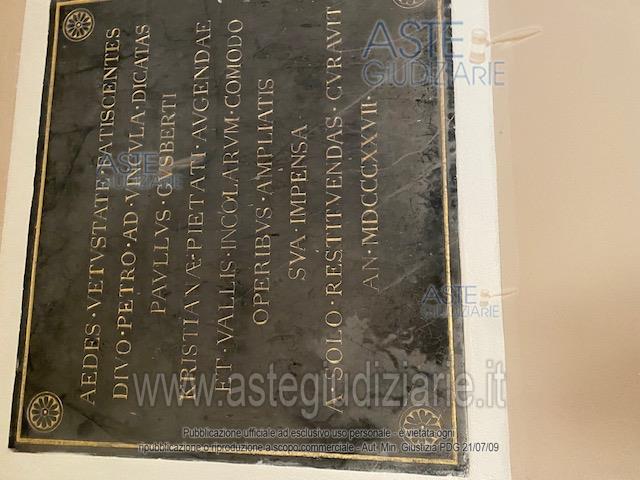 AEDES · VETVSTATE · FATISCENTES
DIVO · PETRO · AD · VINCVLA · DICATAS
PAVLLVS · GVSBERTI
KRISTIANÆ · PIETATI · AVGENDAE
ET · VALLIS · INCOLARVM · COMODO
OPERIBVS · AMPLIATIS
SVA · IMPENSA
A · SOLO · RESTITVENDAS · CVRAVIT
AN · MDCCCXXVIII ·
ASTE GIUDIZIARIE
ASTE GIUDIZIARIE
ASTE GIUDIZIARIE
www.astegiudiziarie.it
Pubblicazione ufficiale ad esclusivo uso personale - è vietata ogni
ripubblicazione o riproduzione a scopo commerciale - Aut. Min. Giustizia PDG 21/07/09